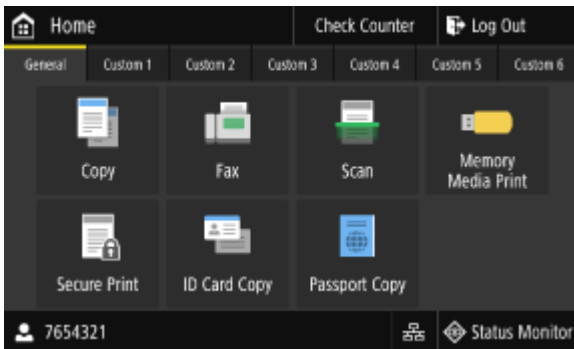 Home Check Counter Log Out
General Custom 1 Custom 2 Custom 3 Custom 4 Custom 5 Custom 6
Copy Fax Scan Memory
Media Print
Secure Print ID Card Copy Passport Copy
7654321 Status Monitor